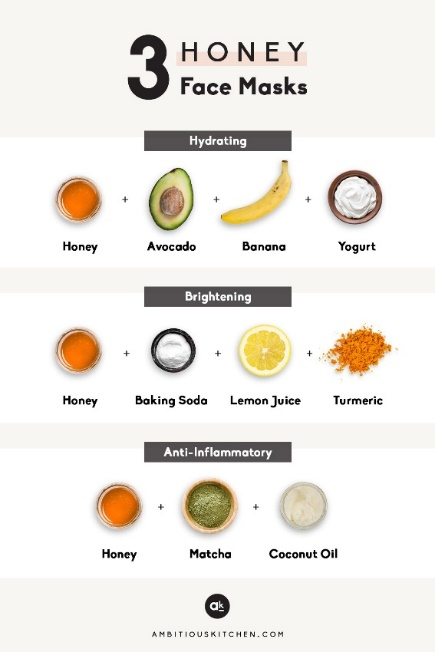 3 HONEY
Face Masks
Hydrating
+ + +
Honey Avocado Banana Yogurt
Brightening
+ + +
Honey Baking Soda Lemon Juice Turmeric
Anti-Inflammatory
+ +
Honey Matcha Coconut Oil
ak
AMBITIOUSKITCHEN.COM